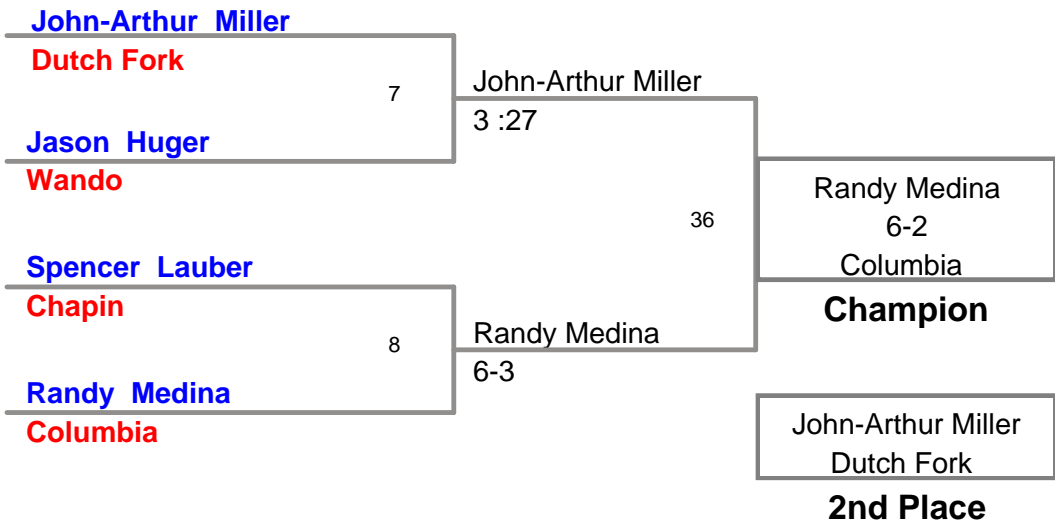 John-Arthur Miller
Dutch Fork
7
John-Arthur Miller
3 :27
Jason Huger
Wando
36
Randy Medina
6-2
Columbia
Champion
Spencer Lauber
Chapin
8
Randy Medina
6-3
Randy Medina
Columbia
John-Arthur Miller
Dutch Fork
2nd Place